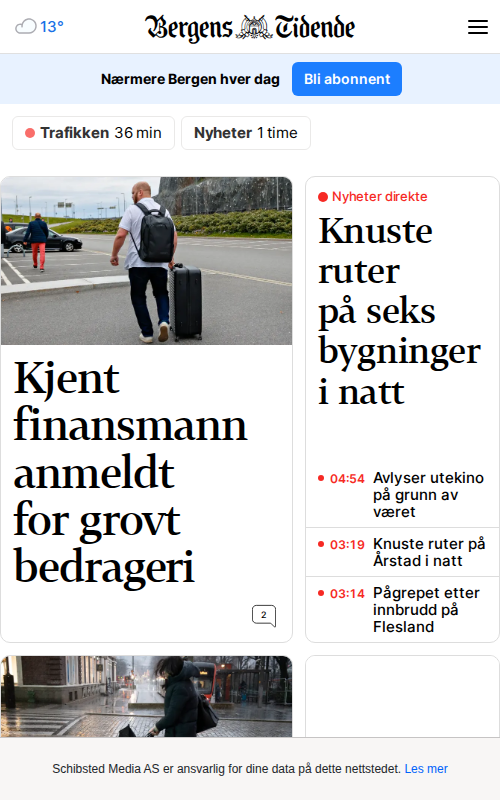 13°
Bergens Tidende
Nærmere Bergen hver dag
Bli abonnent
Trafikken 36 min
Nyheter 1 time
Kjent
finansmann
anmeldt
for grovt
bedrageri
2
Nyheter direkte
Knuste
ruter
på seks
bygninger
i natt
04:54 Avlyser utekino
på grunn av
været
03:19 Knuste ruter på
Årstad i natt
03:14 Pågrepet etter
innbrudd på
Flesland
Schibsted Media AS er ansvarlig for dine data på dette nettstedet. Les mer